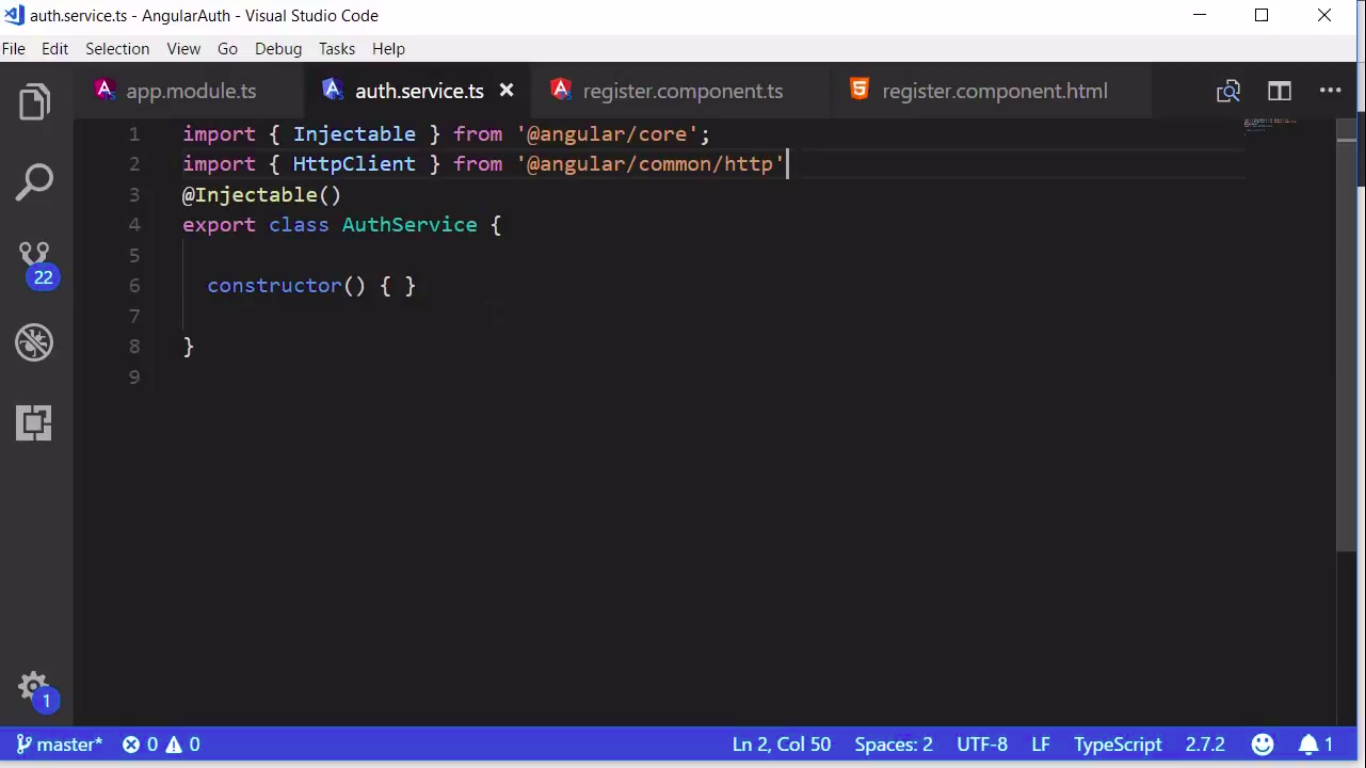 auth.service.ts - AngularAuth - Visual Studio Code
File Edit Selection View Go Debug Tasks Help
app.module.ts auth.service.ts register.component.ts register.component.html
1 import { Injectable } from '@angular/core';
2 import { HttpClient } from '@angular/common/http'
3 @Injectable()
4 export class AuthService {
5
6 constructor() { }
7
8 }
9
22
1
master* 0 0 Ln 2, Col 50 Spaces: 2 UTF-8 LF TypeScript 2.7.2 1